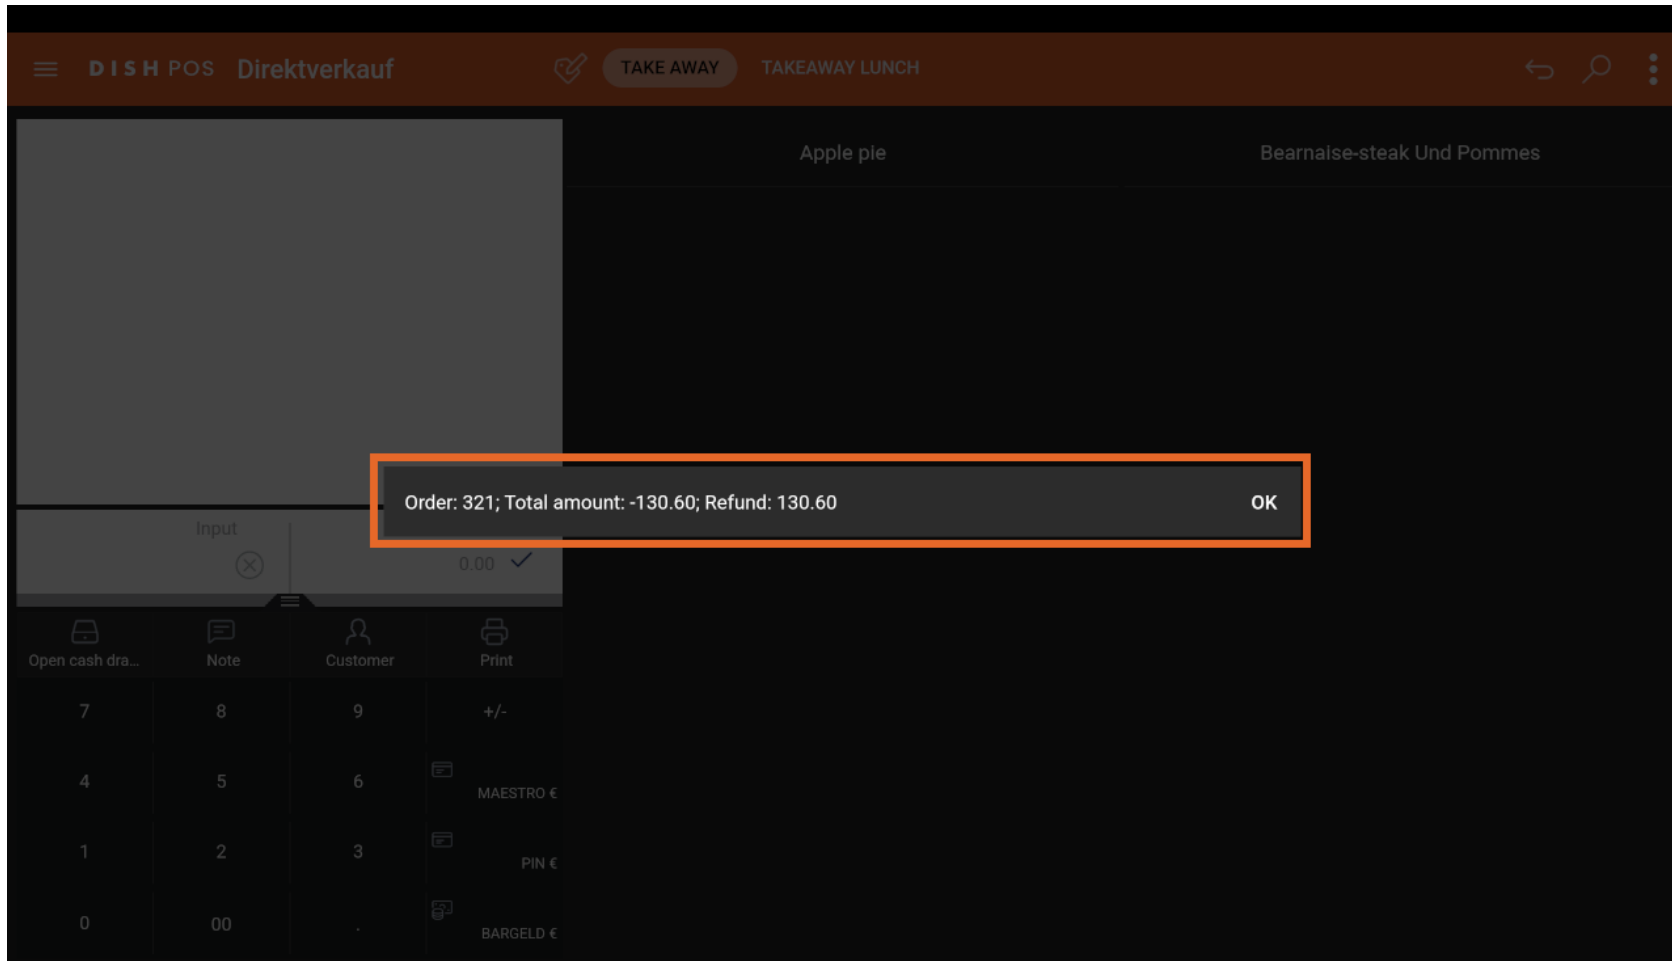 DISH POS Direktverkauf TAKE AWAY TAKEAWAY LUNCH
Apple pie Bearnaise-steak Und Pommes
Order: 321; Total amount: -130.60; Refund: 130.60 OK
Input
0.00
Open cash dra... Note Customer Print
7 8 9 +/-
4 5 6 MAESTRO €
1 2 3 PIN €
0 00 . BARGELD €